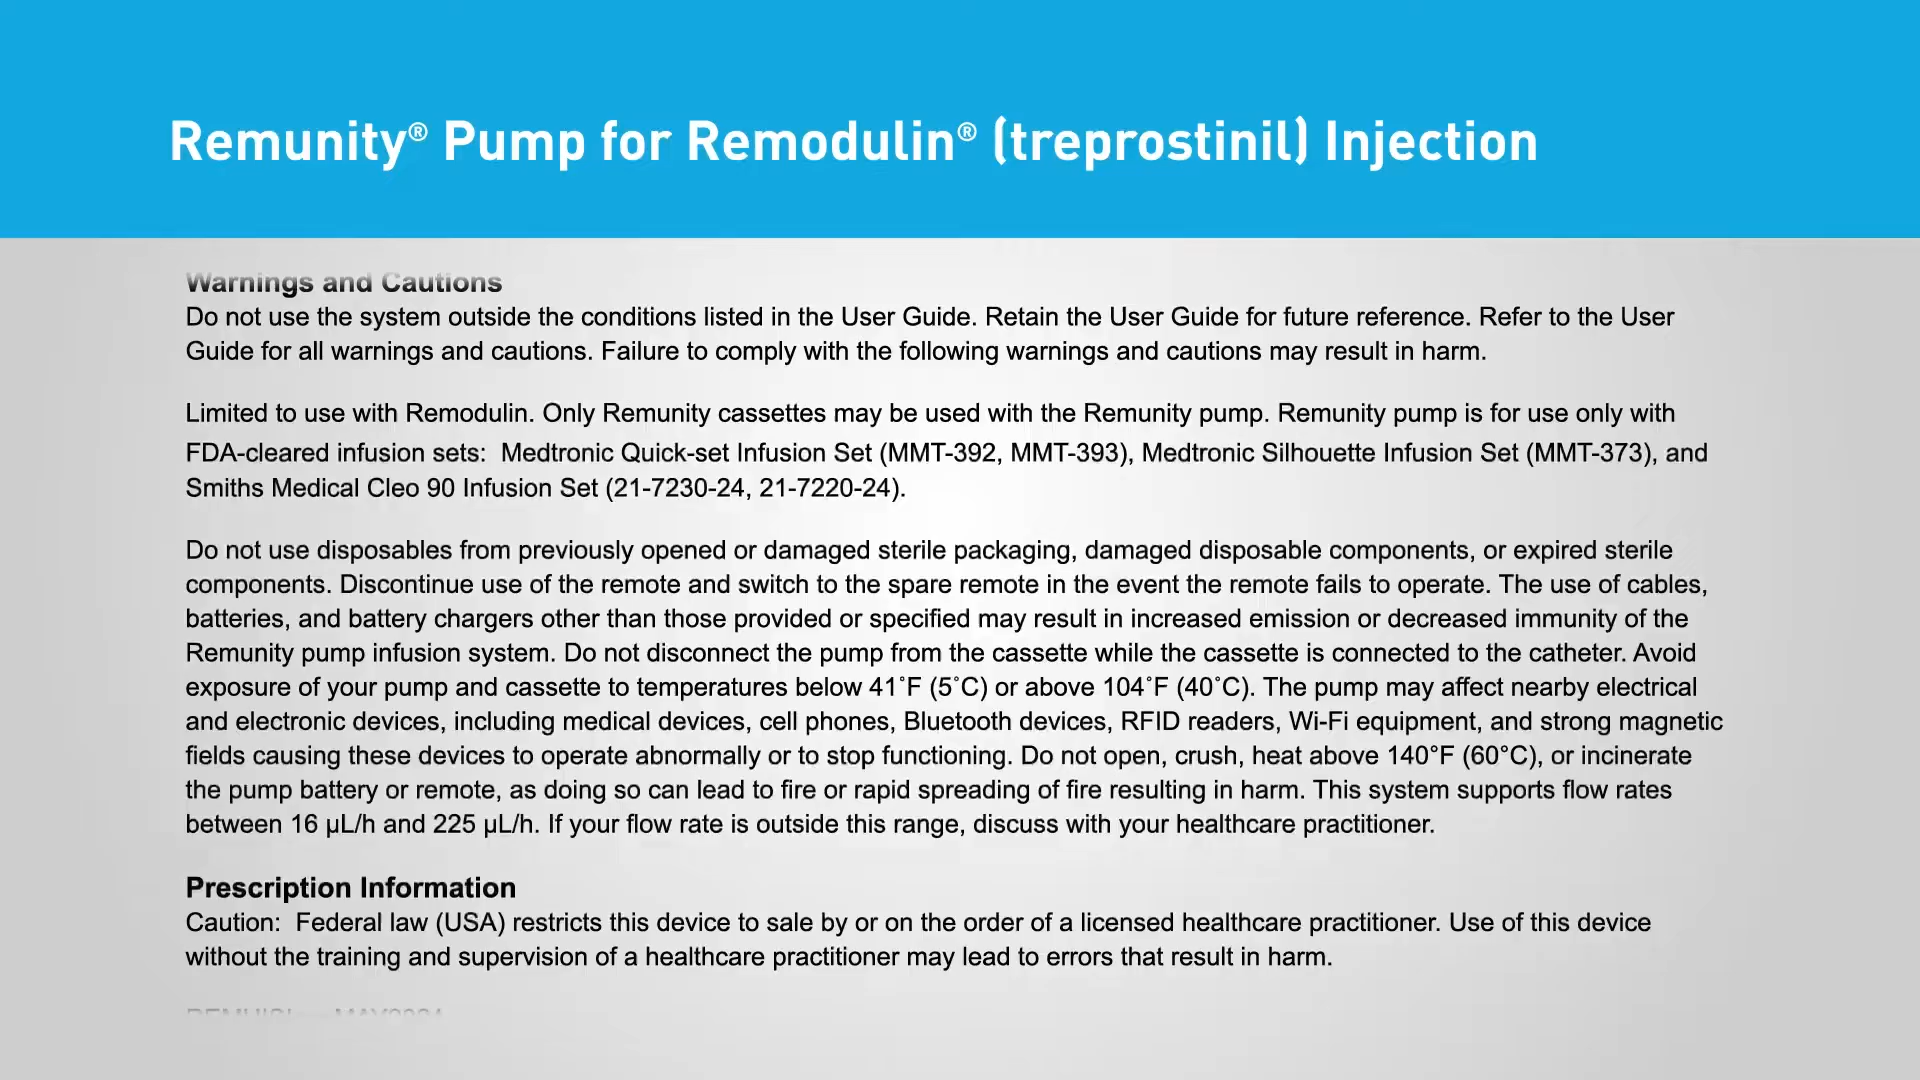 Remunity® Pump for Remodulin® (treprostinil) Injection
Warnings and Cautions
Do not use the system outside the conditions listed in the User Guide. Retain the User Guide for future reference. Refer to the User
Guide for all warnings and cautions. Failure to comply with the following warnings and cautions may result in harm.
Limited to use with Remodulin. Only Remunity cassettes may be used with the Remunity pump. Remunity pump is for use only with
FDA-cleared infusion sets:  Medtronic Quick-set Infusion Set (MMT-392, MMT-393), Medtronic Silhouette Infusion Set (MMT-373), and
Smiths Medical Cleo 90 Infusion Set (21-7230-24, 21-7220-24).
Do not use disposables from previously opened or damaged sterile packaging, damaged disposable components, or expired sterile
components. Discontinue use of the remote and switch to the spare remote in the event the remote fails to operate. The use of cables,
batteries, and battery chargers other than those provided or specified may result in increased emission or decreased immunity of the
Remunity pump infusion system. Do not disconnect the pump from the cassette while the cassette is connected to the catheter. Avoid
exposure of your pump and cassette to temperatures below 41˚F (5˚C) or above 104˚F (40˚C). The pump may affect nearby electrical
and electronic devices, including medical devices, cell phones, Bluetooth devices, RFID readers, Wi-Fi equipment, and strong magnetic
fields causing these devices to operate abnormally or to stop functioning. Do not open, crush, heat above 140°F (60°C), or incinerate
the pump battery or remote, as doing so can lead to fire or rapid spreading of fire resulting in harm. This system supports flow rates
between 16 µL/h and 225 µL/h. If your flow rate is outside this range, discuss with your healthcare practitioner.
Prescription Information
Caution:  Federal law (USA) restricts this device to sale by or on the order of a licensed healthcare practitioner. Use of this device
without the training and supervision of a healthcare practitioner may lead to errors that result in harm.